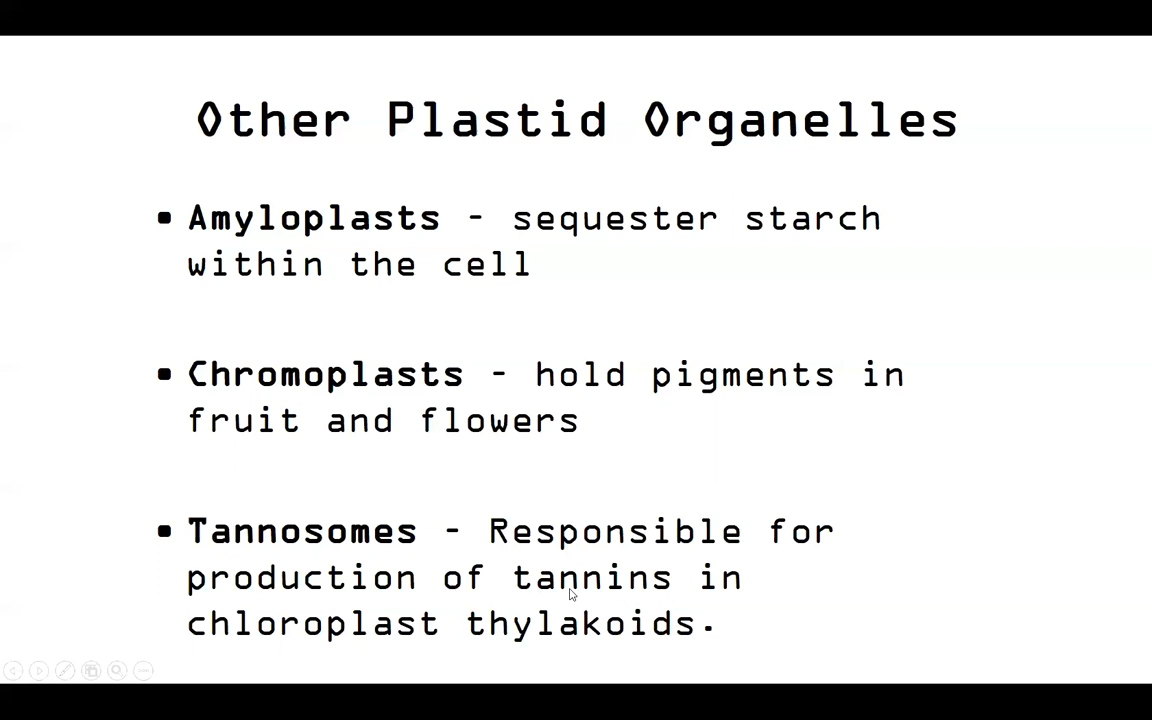 Other Plastid Organelles
▪ Amyloplasts - sequester starch
within the cell
▪ Chromoplasts - hold pigments in
fruit and flowers
▪ Tannosomes - Responsible for
production of tannins in
chloroplast thylakoids.